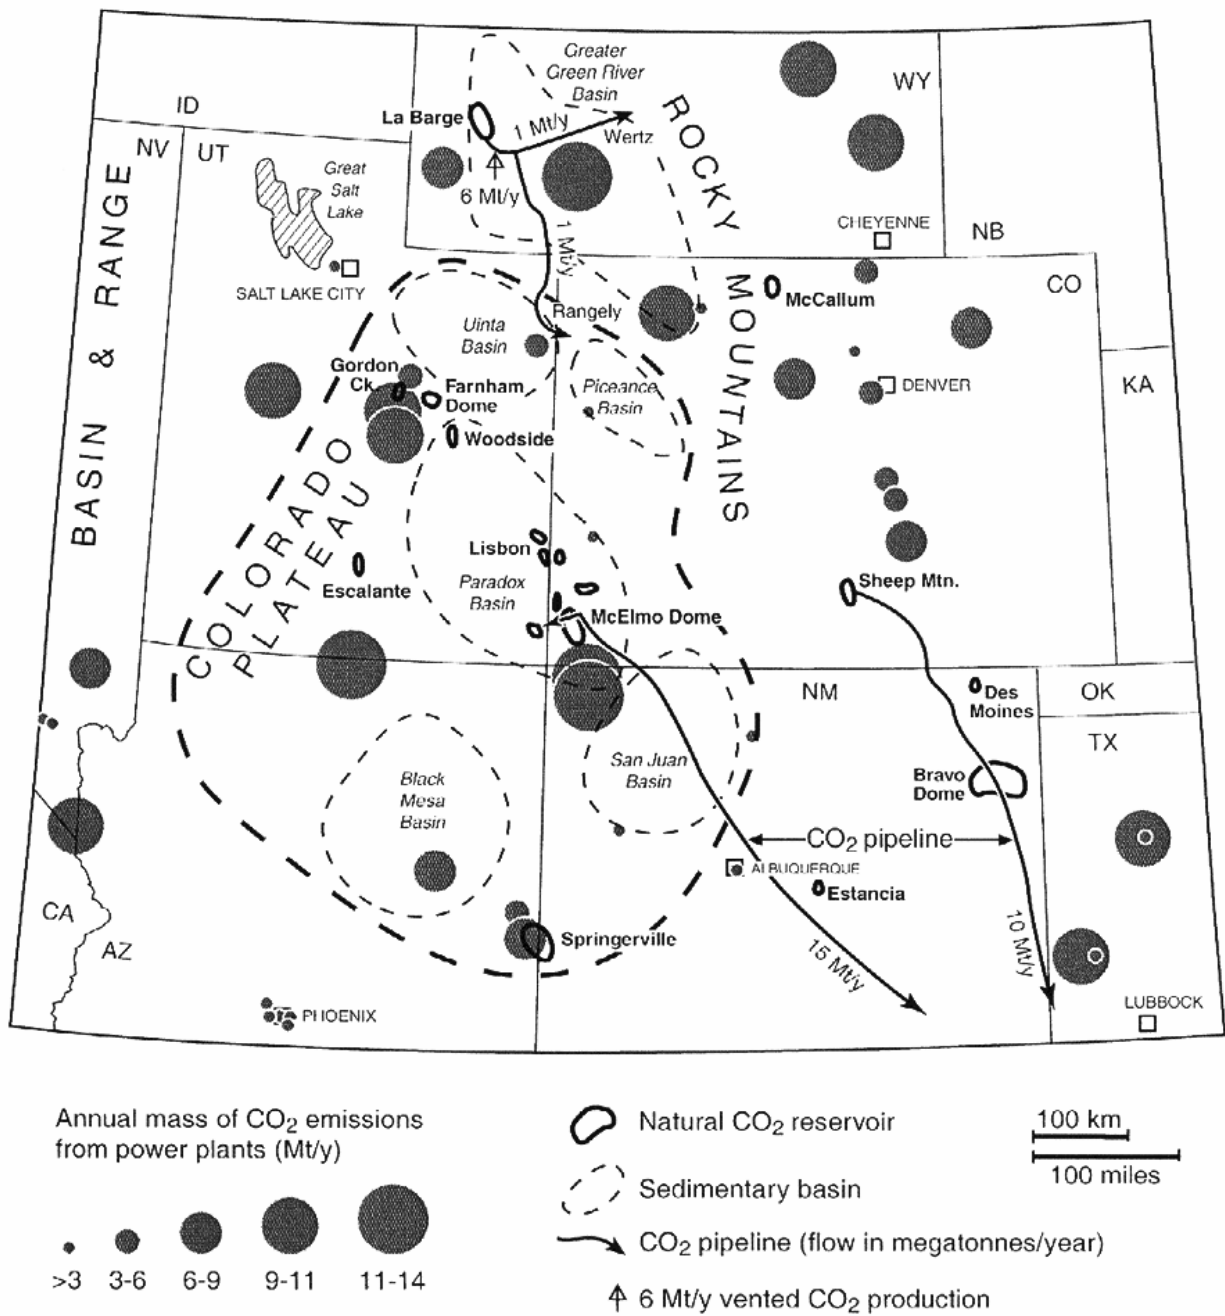 Greater
Green River
Basin
WY
ID
La Barge
1 Mt/y
Wertz
ROCKY
NV
UT
Great
Salt
Lake
6 Mt/y
CHEYENNE
NB
1 Mt/y
BASIN & RANGE
SALT LAKE CITY
McCallum
CO
MOUNTAINS
Rangely
Uinta
Basin
Gordon
Ck.
Farnham
Dome
Piceance
Basin
DENVER
KA
Woodside
COLORADO
PLATEAU
Lisbon
Escalante
Paradox
Basin
Sheep Mtn.
McElmo Dome
NM
Des
Moines
OK
TX
San Juan
Basin
Bravo
Dome
Black
Mesa
Basin
CO2 pipeline
ALBUQUERQUE
Estancia
CA
AZ
Springerville
15 Mt/y
10 Mt/y
PHOENIX
LUBBOCK
Annual mass of CO2 emissions
from power plants (Mt/y)
>3 3-6 6-9 9-11 11-14
Natural CO2 reservoir
Sedimentary basin
CO2 pipeline (flow in megatonnes/year)
6 Mt/y vented CO2 production
100 km
100 miles